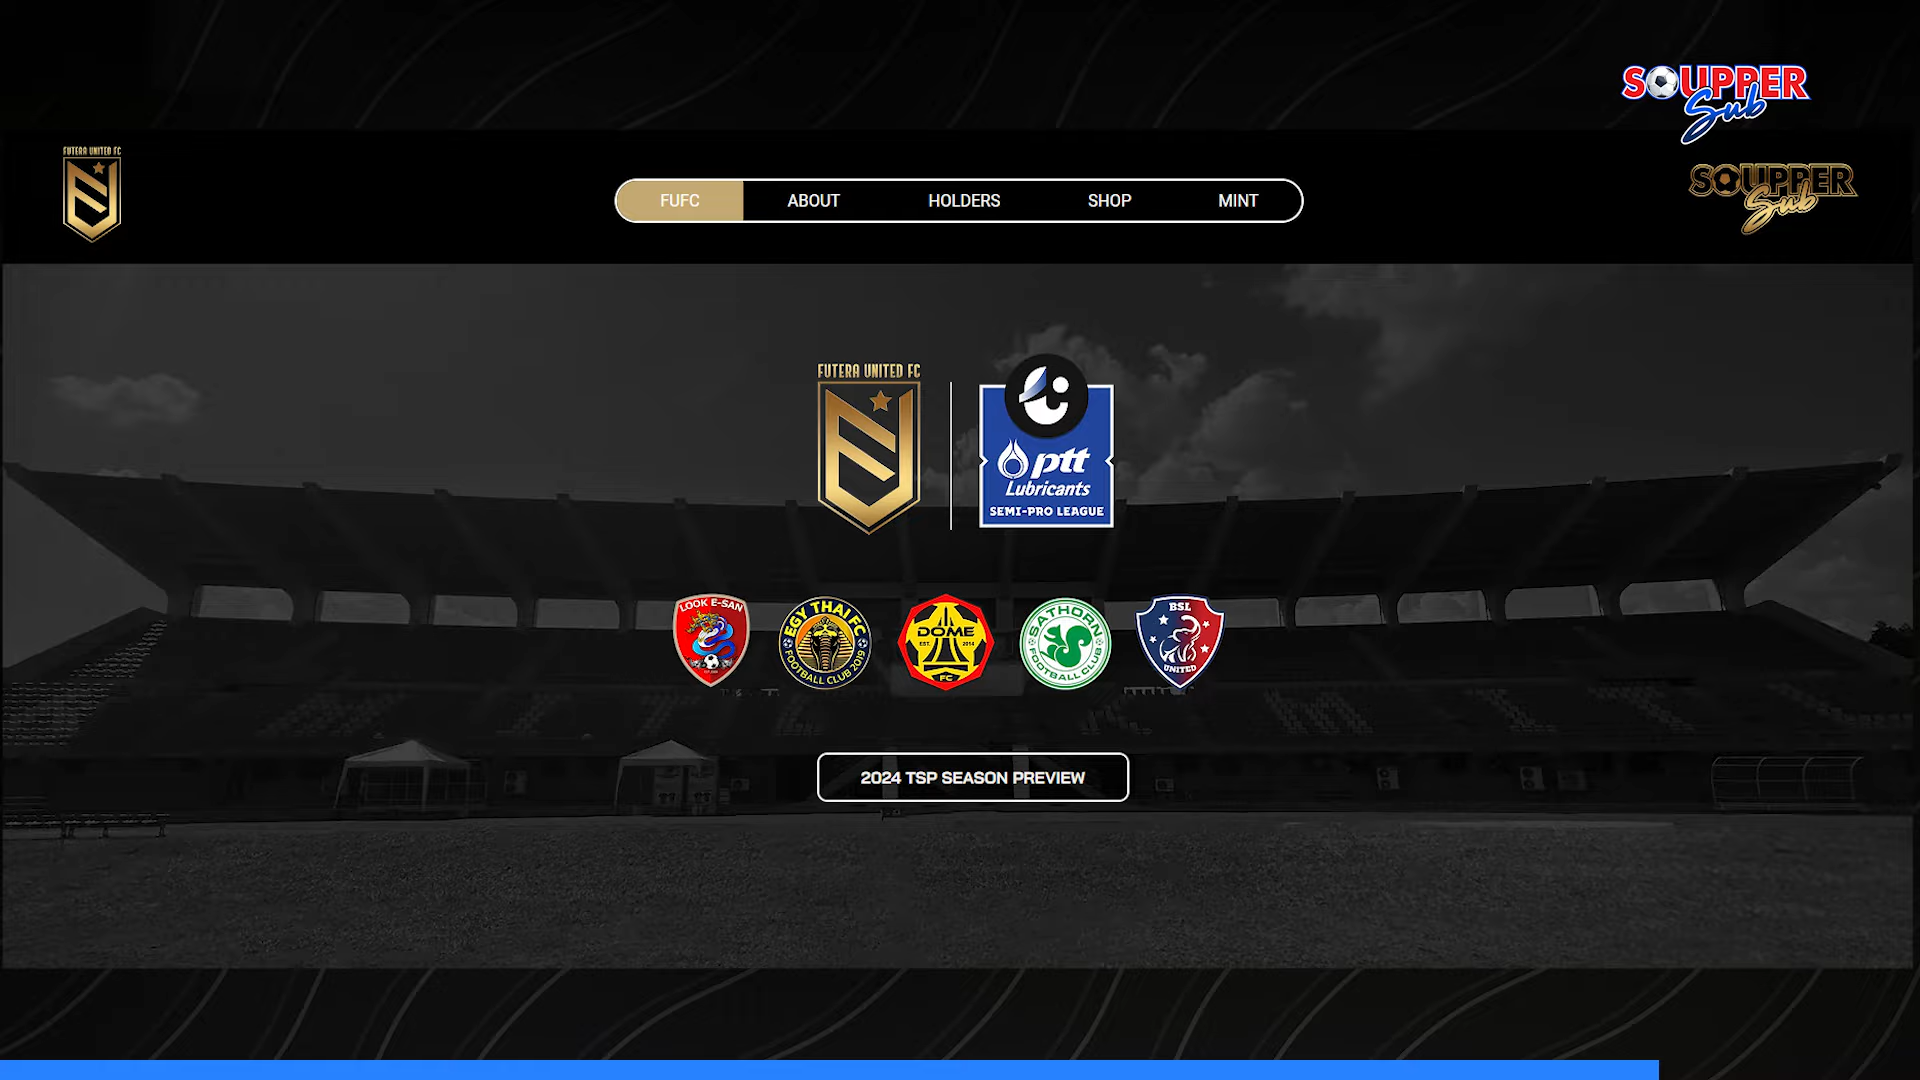 SOUPPER
Sub
FUTERA UNITED FC
FUFC
ABOUT
HOLDERS
SHOP
MINT
SOUPPER
Sub
FUTERA UNITED FC
ptt
Lubricants
SEMI-PRO LEAGUE
LOOK E-SAN
EGY THAI FC
FOOTBALL CLUB 2019
DOME
EST. 2014
FC
SATHORN
FOOTBALL CLUB
BSL
UNITED
2024 TSP SEASON PREVIEW